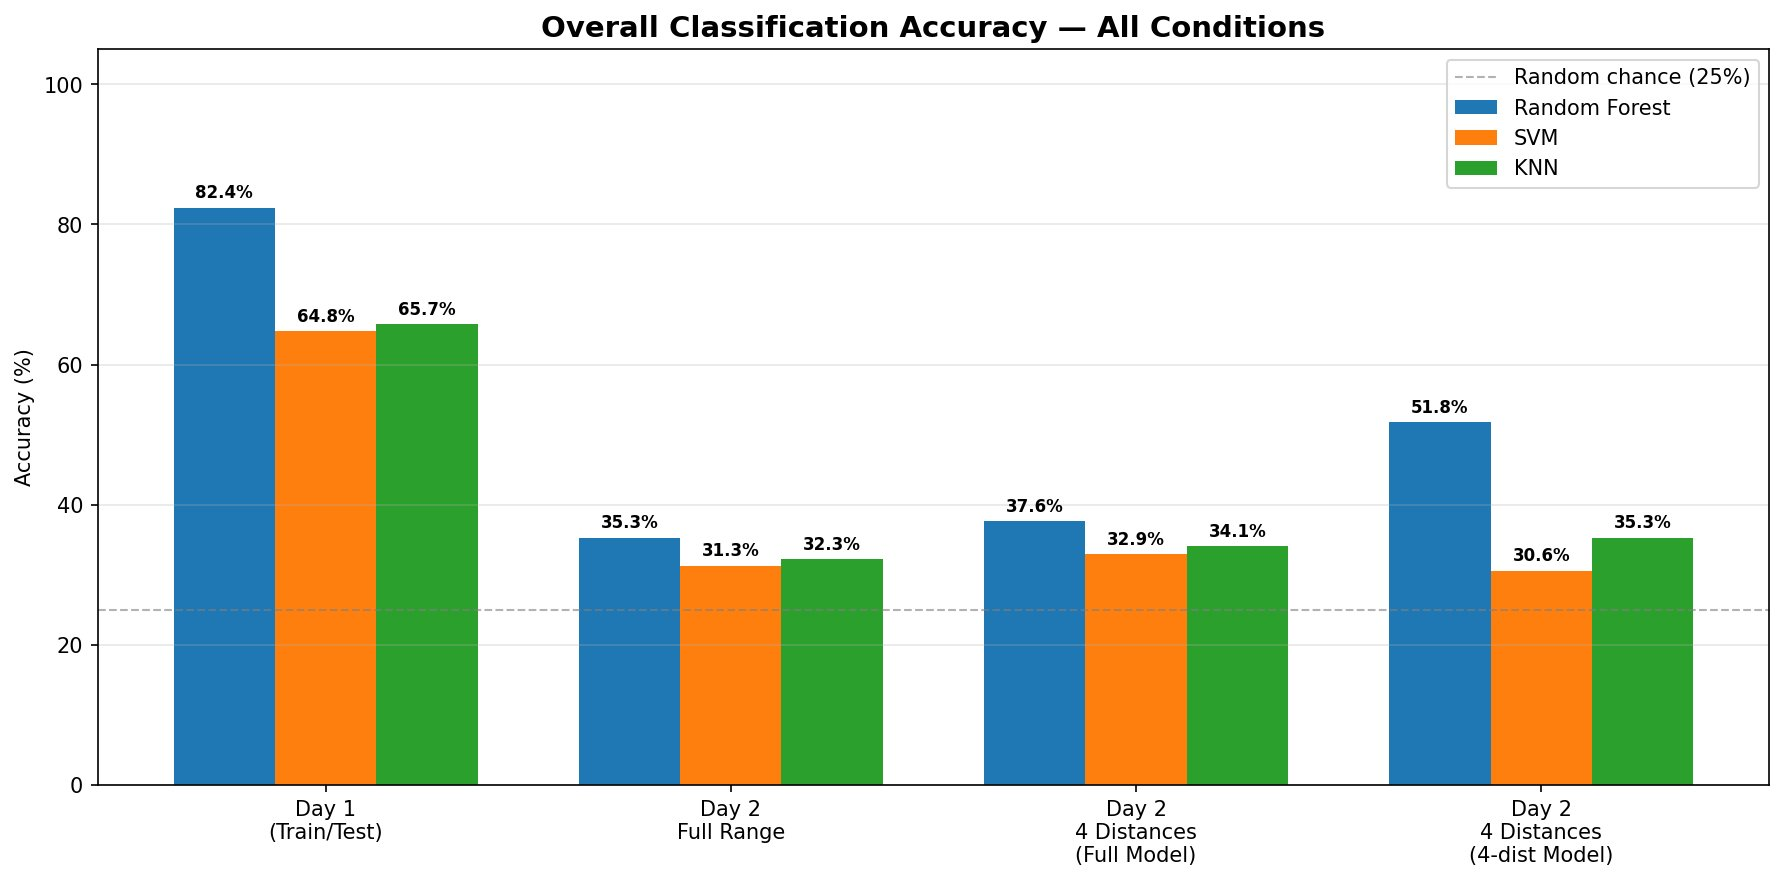 Overall Classification Accuracy — All Conditions
Random chance (25%)
Random Forest
SVM
KNN
Accuracy (%)
100
80
60
40
20
0
82.4%
64.8%
65.7%
35.3%
31.3%
32.3%
37.6%
32.9%
34.1%
51.8%
30.6%
35.3%
Day 1
(Train/Test)
Day 2
Full Range
Day 2
4 Distances
(Full Model)
Day 2
4 Distances
(4-dist Model)